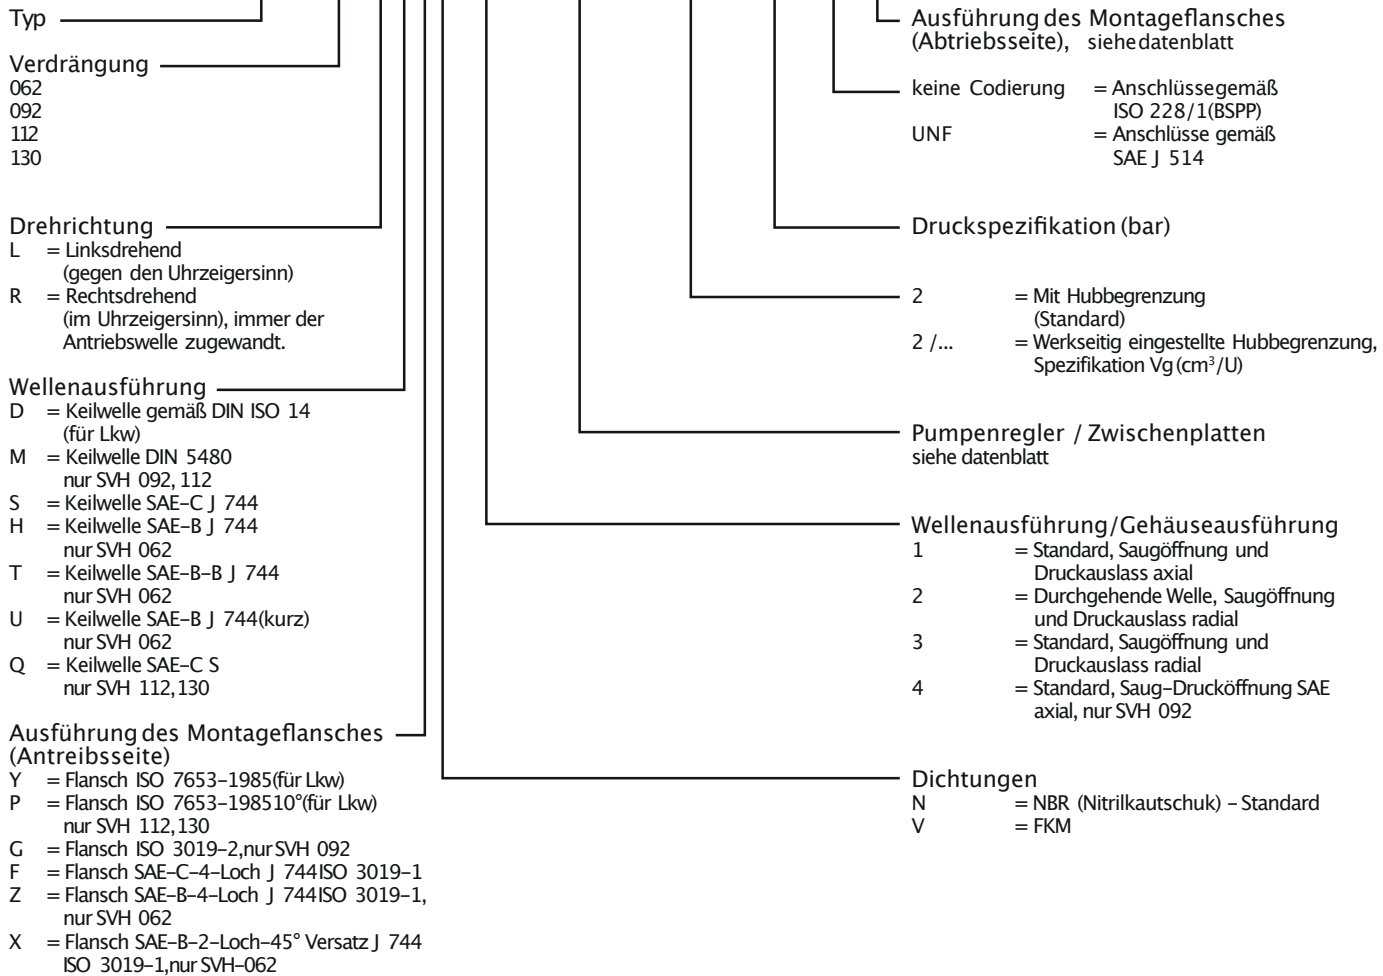 Typ
Verdrängung
062
092
112
130
Drehrichtung
L = Linksdrehend
(gegen den Uhrzeigersinn)
R = Rechtsdrehend
(im Uhrzeigersinn), immer der
Antriebswelle zugewandt.
Wellenausführung
D = Keilwelle gemäß DIN ISO 14
(für Lkw)
M = Keilwelle DIN 5480
nur SVH 092, 112
S = Keilwelle SAE-C J 744
H = Keilwelle SAE-B J 744
nur SVH 062
T = Keilwelle SAE-B-B J 744
nur SVH 062
U = Keilwelle SAE-B J 744(kurz)
nur SVH 062
Q = Keilwelle SAE-C S
nur SVH 112,130
Ausführung des Montageflansches
(Antreibsseite)
Y = Flansch ISO 7653-1985(für Lkw)
P = Flansch ISO 7653-198510°(für Lkw)
nur SVH 112,130
G = Flansch ISO 3019-2,nur SVH 092
F = Flansch SAE-C-4-Loch J 744ISO 3019-1
Z = Flansch SAE-B-4-Loch J 744ISO 3019-1,
nur SVH 062
X = Flansch SAE-B-2-Loch-45° Versatz J 744
ISO 3019-1,nur SVH-062
Ausführung des Montageflansches
(Abtriebsseite), siehe datenblatt
keine Codierung = Anschlüssegemäß
ISO 228/1(BSPP)
UNF = Anschlüsse gemäß
SAE J 514
Druckspezifikation (bar)
2 = Mit Hubbegrenzung
(Standard)
2 /... = Werkseitig eingestellte Hubbegrenzung,
Spezifikation Vg (cm³/U)
Pumpenregler / Zwischenplatten
siehe datenblatt
Wellenausführung/Gehäuseausführung
1 = Standard, Saugöffnung und
Druckauslass axial
2 = Durchgehende Welle, Saugöffnung
und Druckauslass radial
3 = Standard, Saugöffnung und
Druckauslass radial
4 = Standard, Saug-Drucköffnung SAE
axial, nur SVH 092
Dichtungen
N = NBR (Nitrilkautschuk) - Standard
V = FKM